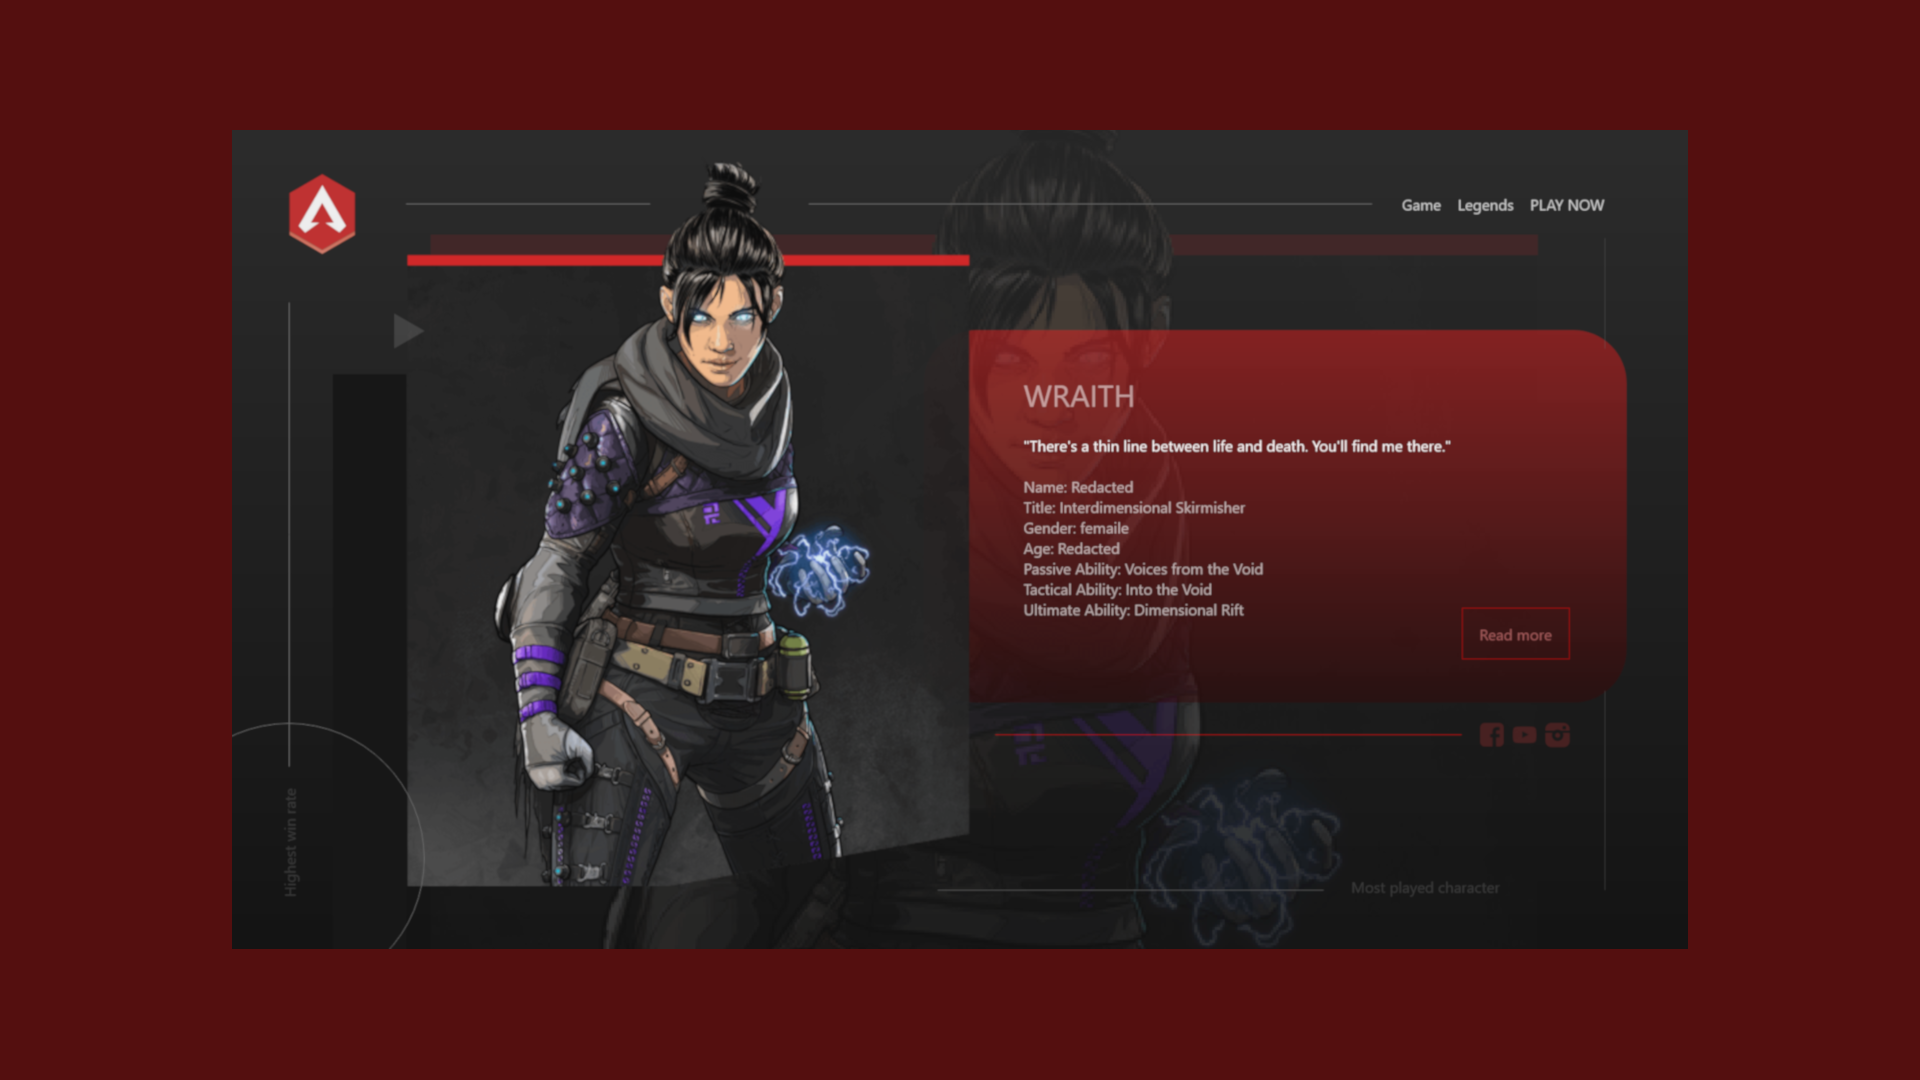 Game Legends PLAY NOW
WRAITH
"There's a thin line between life and death. You'll find me there."
Name: Redacted
Title: Interdimensional Skirmisher
Gender: femaile
Age: Redacted
Passive Ability: Voices from the Void
Tactical Ability: Into the Void
Ultimate Ability: Dimensional Rift
Read more
Highest win rate
Most played character